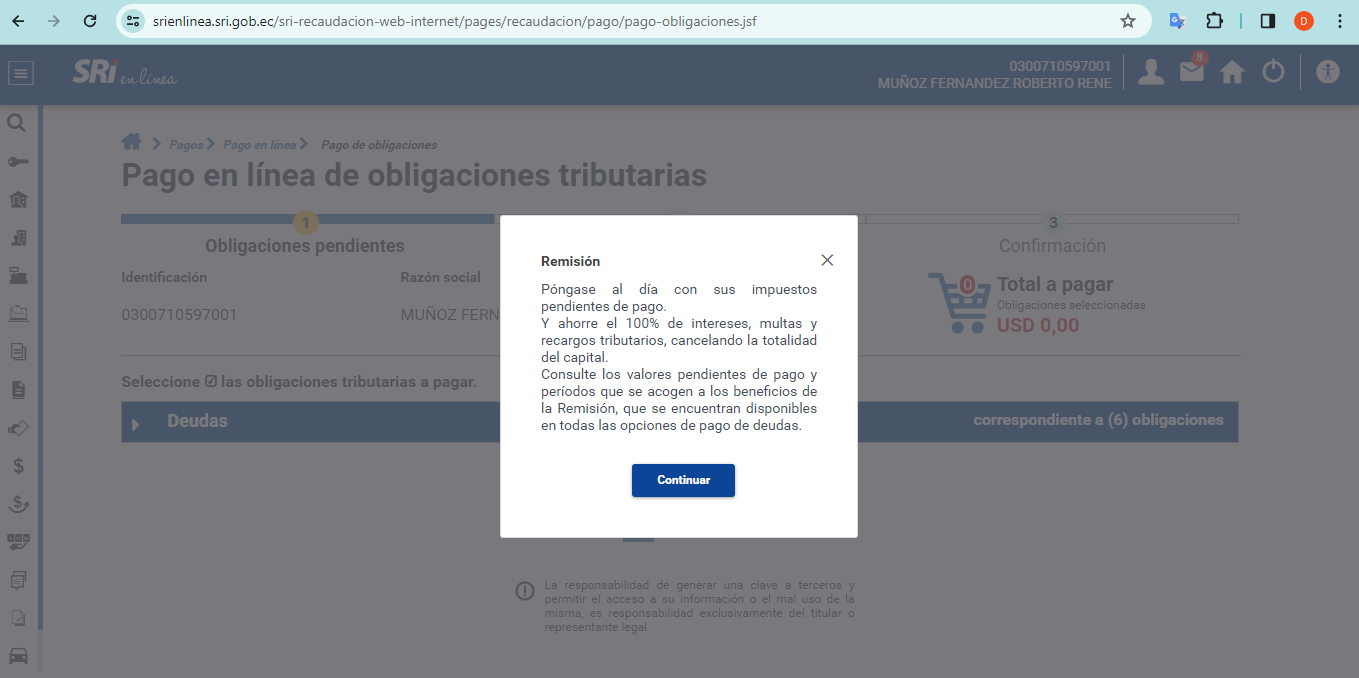 srienlinea.sri.gob.ec/sri-recaudacion-web-internet/pages/recaudacion/pago/pago-obligaciones.jsf
D
SRi en línea
0300710597001
MUÑOZ FERNANDEZ ROBERTO RENE
8
Pagos
Pago en línea
Pago de obligaciones
Pago en línea de obligaciones tributarias
1
3
Obligaciones pendientes
Confirmación
Identificación
Razón social
0300710597001
MUÑOZ FERN
0
Total a pagar
Obligaciones seleccionadas
USD 0,00
Seleccione ☑ las obligaciones tributarias a pagar.
Deudas
correspondiente a (6) obligaciones
Remisión
Póngase al día con sus impuestos
pendientes de pago.
Y ahorre el 100% de intereses, multas y
recargos tributarios, cancelando la totalidad
del capital.
Consulte los valores pendientes de pago y
períodos que se acogen a los beneficios de
la Remisión, que se encuentran disponibles
en todas las opciones de pago de deudas.
Continuar
La responsabilidad de generar una clave a terceros y
permitir el acceso a su información o el mal uso de la
misma, es responsabilidad exclusivamente del titular o
representante legal